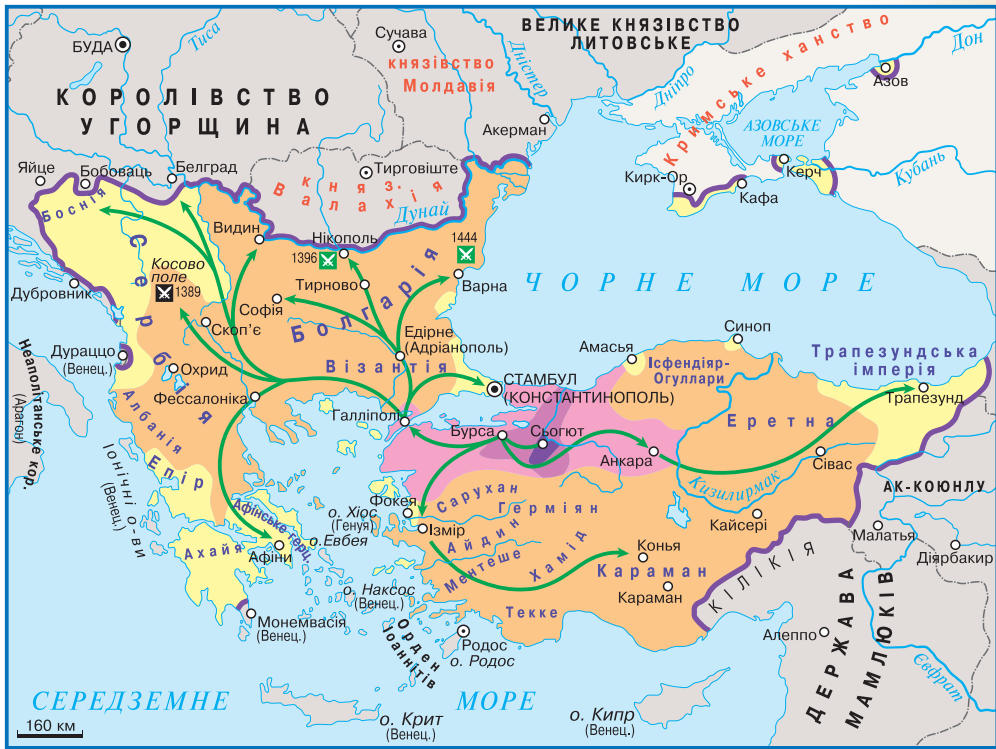 БУДА
Тиса
Сучава
КНЯЗІВСТВО
Молдавія
Дністер
ВЕЛИКЕ КНЯЗІВСТВО
ЛИТОВСЬКЕ
Дніпро
Кримське ханство
Дон
Азов
КОРОЛІВСТВО
УГОРЩИНА
Акерман
АЗОВСЬКЕ
МОРЕ
Яйце
Бобоваць
Белград
Тирговіште
КНЯЗ.
Валахія
Дунай
Кирк-Ор
Кафа
Керч
Кубань
Боснія
Видин
Нікополь
1396
1444
Сербія
Косово
поле
1389
Тирново
Болгарія
Варна
ЧОРНЕ МОРЕ
Дубровник
Софія
Скоп'є
Едірне
(Адріанополь)
Синоп
Амасья
Ісфендіяр-
Огуллари
Трапезундська
імперія
Дураццо
(Венец.)
Охрид
Візантія
СТАМБУЛ
(КОНСТАНТИНОПОЛЬ)
Трапезунд
Неаполітанське кор.
(Арагон)
Албанія
Фессалоніка
Галліполі
Еретна
Бурса
Сьогют
Анкара
Сівас
Епір
Іонічні о-ви
(Венец.)
Кизилирмак
АК-КОЮНЛУ
Фокея
Сарухан
Герміян
Афінське герц.
о. Хіос
(Генуя)
Ізмір
Кайсері
Малатья
Ахайя
Афіни
о.Евбея
Айдин
Ментеше
Хамід
Конья
Караман
Караман
КІЛІКІЯ
Діярбакир
о. Наксос
(Венец.)
Монемвасія
(Венец.)
Текке
Орден
Іоаннітів
Родос
о. Родос
Алеппо
ДЕРЖАВА
МАМЛЮКІВ
Євфрат
СЕРЕДЗЕМНЕ МОРЕ
о. Крит
(Венец.)
о. Кипр
(Венец.)
160 км